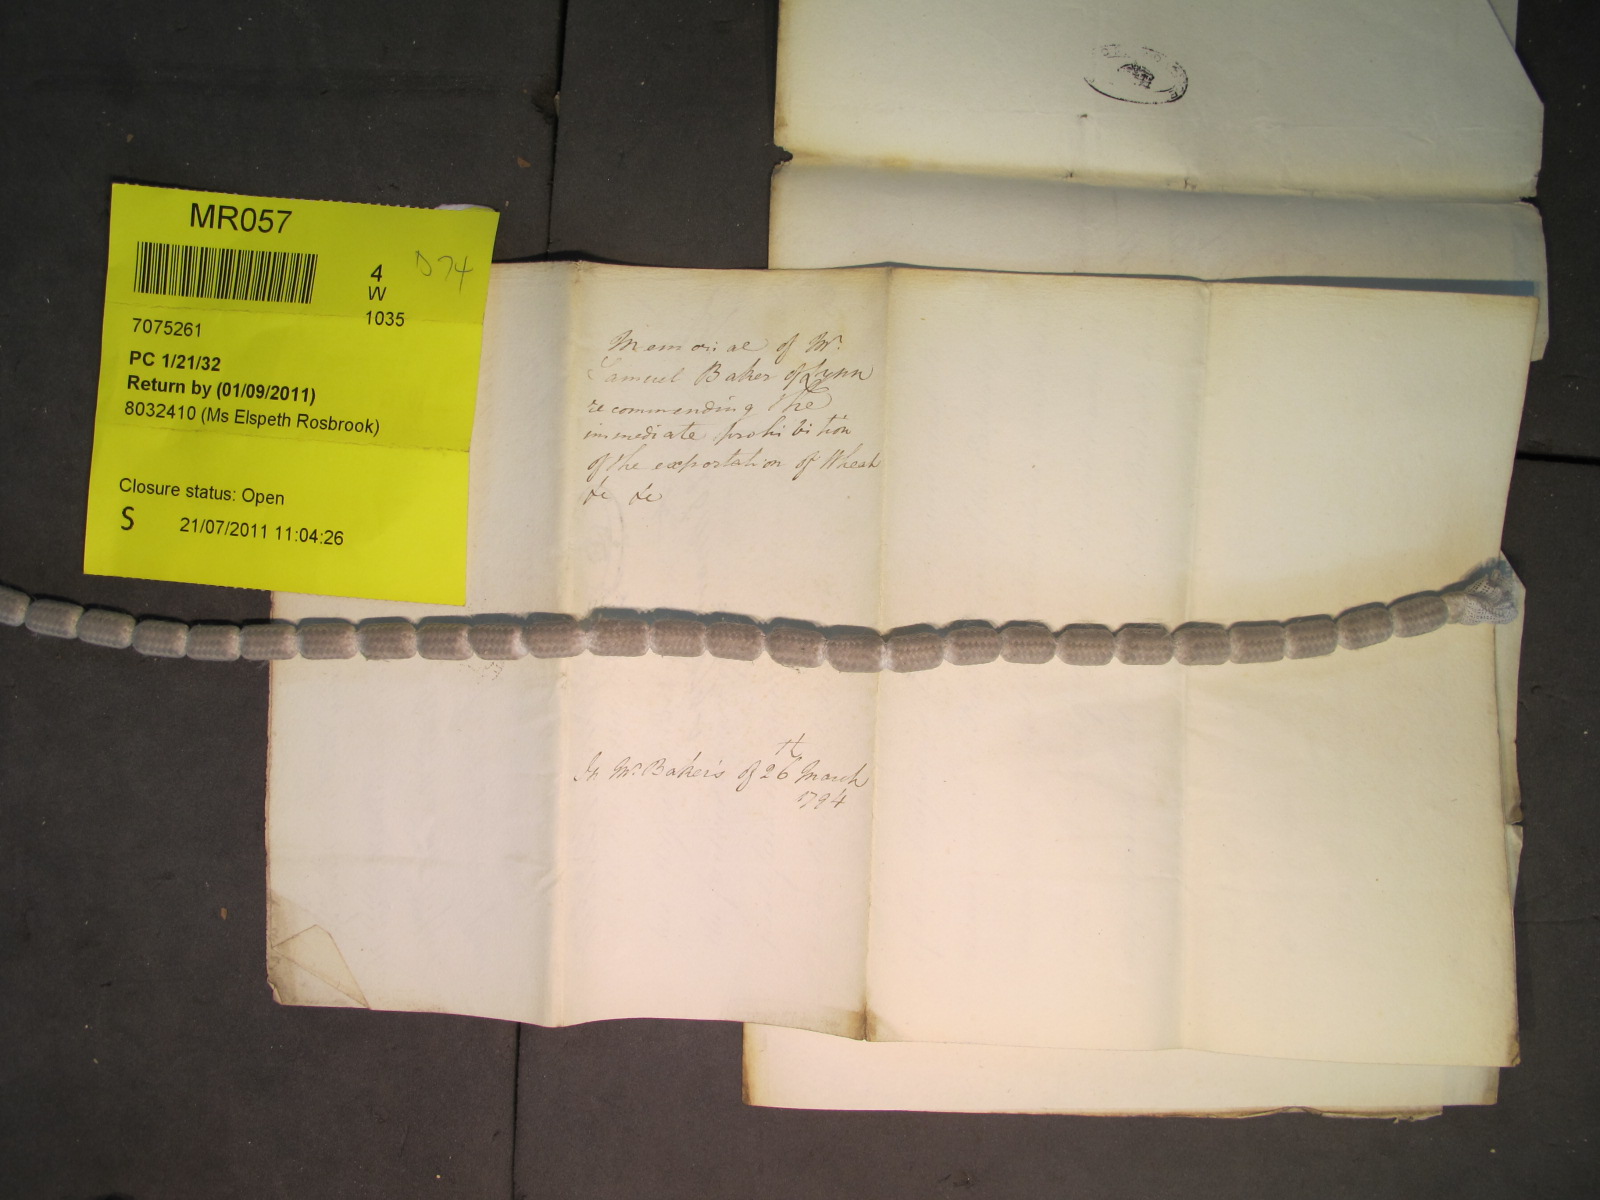 MR057
4
W
1035
D74
7075261
PC 1/21/32
Return by (01/09/2011)
8032410 (Ms Elspeth Rosbrook)
Closure status: Open
S 21/07/2011 11:04:26
Memorial of Mr.
Samuel Baker of Lynn
recommending the
immediate prohibition
of the exportation of Wheat
&c &c
In Mr. Baker's of 26th March
1794